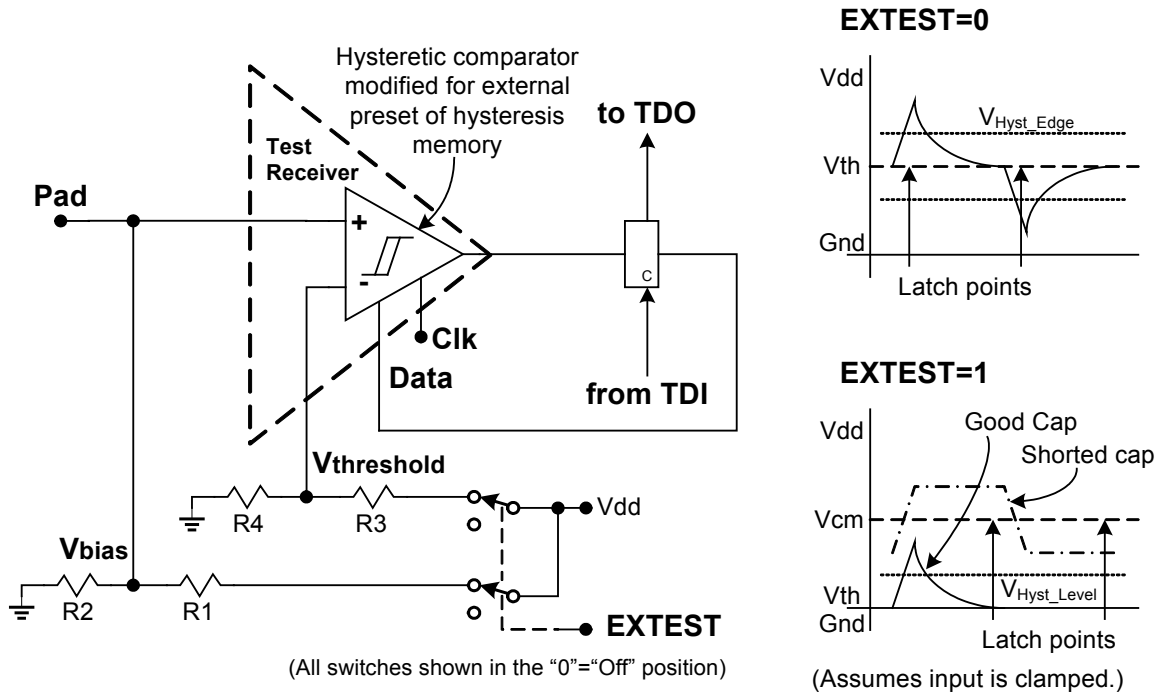 Hysteretic comparator
modified for external
preset of hysteresis
memory
Test
Receiver
Pad
+
-
to TDO
C
from TDI
Clk
Data
Vthreshold
R4
R3
Vdd
Vbias
R2
R1
EXTEST
(All switches shown in the “0”=“Off” position)
EXTEST=0
Vdd
VHyst_Edge
Vth
Gnd
Latch points
EXTEST=1
Good Cap
Vdd
Shorted cap
Vcm
Vth
VHyst_Level
Gnd
Latch points
(Assumes input is clamped.)